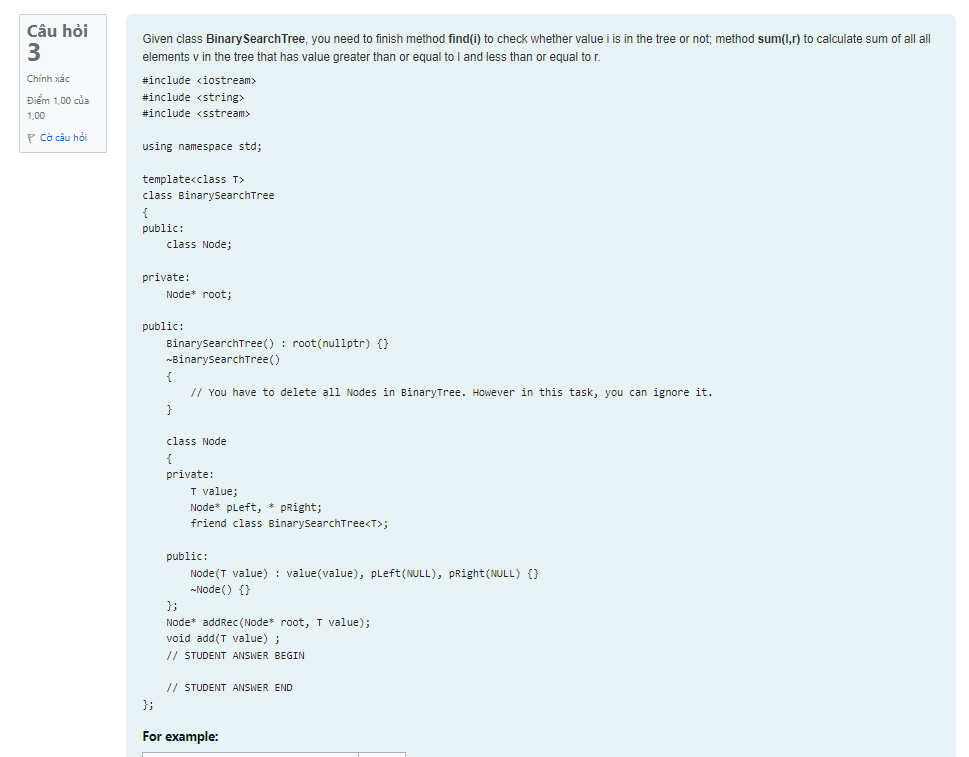 Câu hỏi
3
Chính xác
Điểm 1,00 của
1,00
Cờ câu hỏi
Given class BinarySearchTree, you need to finish method find(i) to check whether value i is in the tree or not; method sum(l,r) to calculate sum of all all
elements v in the tree that has value greater than or equal to l and less than or equal to r.
#include <iostream>
#include <string>
#include <sstream>
using namespace std;
template<class T>
class BinarySearchTree
{
public:
    class Node;
private:
    Node* root;
public:
    BinarySearchTree() : root(nullptr) {}
    ~BinarySearchTree()
    {
        // You have to delete all Nodes in BinaryTree. However in this task, you can ignore it.
    }
    class Node
    {
    private:
        T value;
        Node* pLeft, * pRight;
        friend class BinarySearchTree<T>;
    public:
        Node(T value) : value(value), pLeft(NULL), pRight(NULL) {}
        ~Node() {}
    };
    Node* addRec(Node* root, T value);
    void add(T value) ;
    // STUDENT ANSWER BEGIN
    // STUDENT ANSWER END
};
For example: